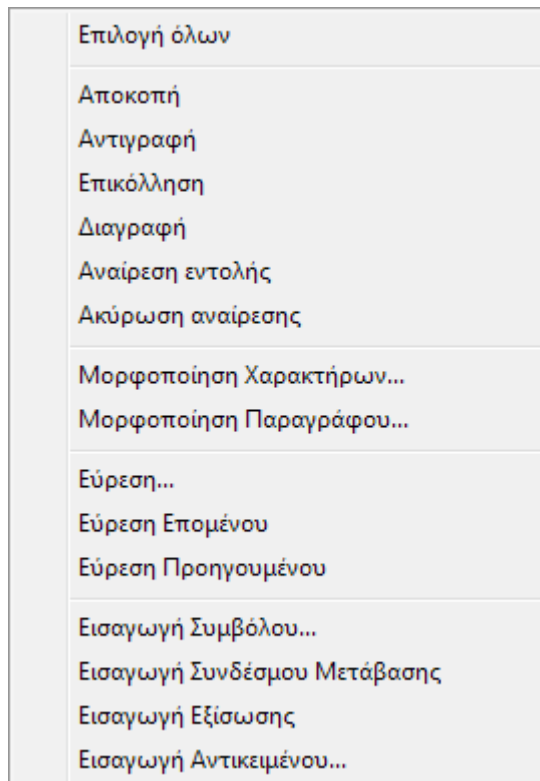 Επιλογή όλων
Αποκοπή
Αντιγραφή
Επικόλληση
Διαγραφή
Αναίρεση εντολής
Ακύρωση αναίρεσης
Μορφοποίηση Χαρακτήρων...
Μορφοποίηση Παραγράφου...
Εύρεση...
Εύρεση Επομένου
Εύρεση Προηγουμένου
Εισαγωγή Συμβόλου...
Εισαγωγή Συνδέσμου Μετάβασης
Εισαγωγή Εξίσωσης
Εισαγωγή Αντικειμένου...